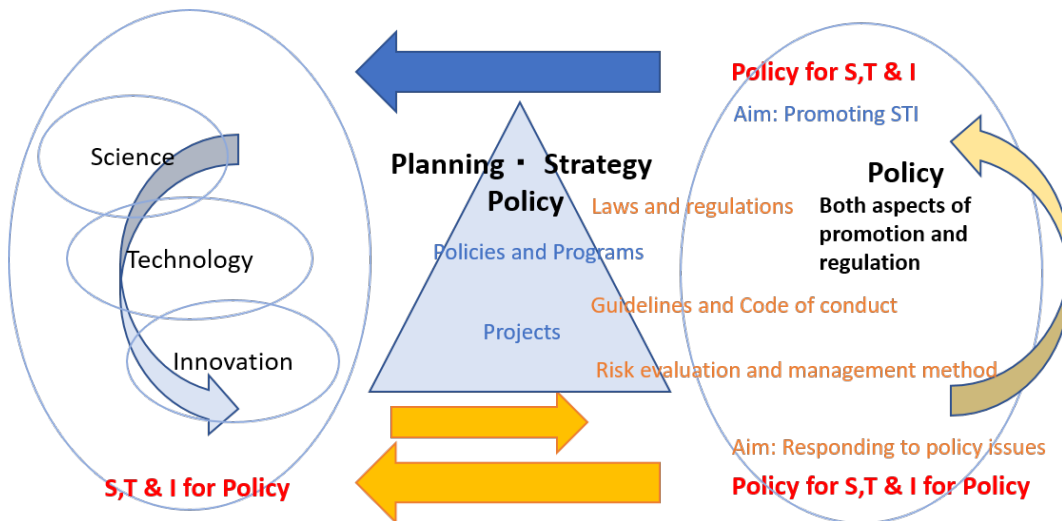 Science
Technology
Innovation
S,T & I for Policy
Planning・ Strategy
Policy
Policies and Programs
Projects
Laws and regulations
Guidelines and Code of conduct
Risk evaluation and management method
Policy for S,T & I
Aim: Promoting STI
Policy
Both aspects of
promotion and
regulation
Aim: Responding to policy issues
Policy for S,T & I for Policy